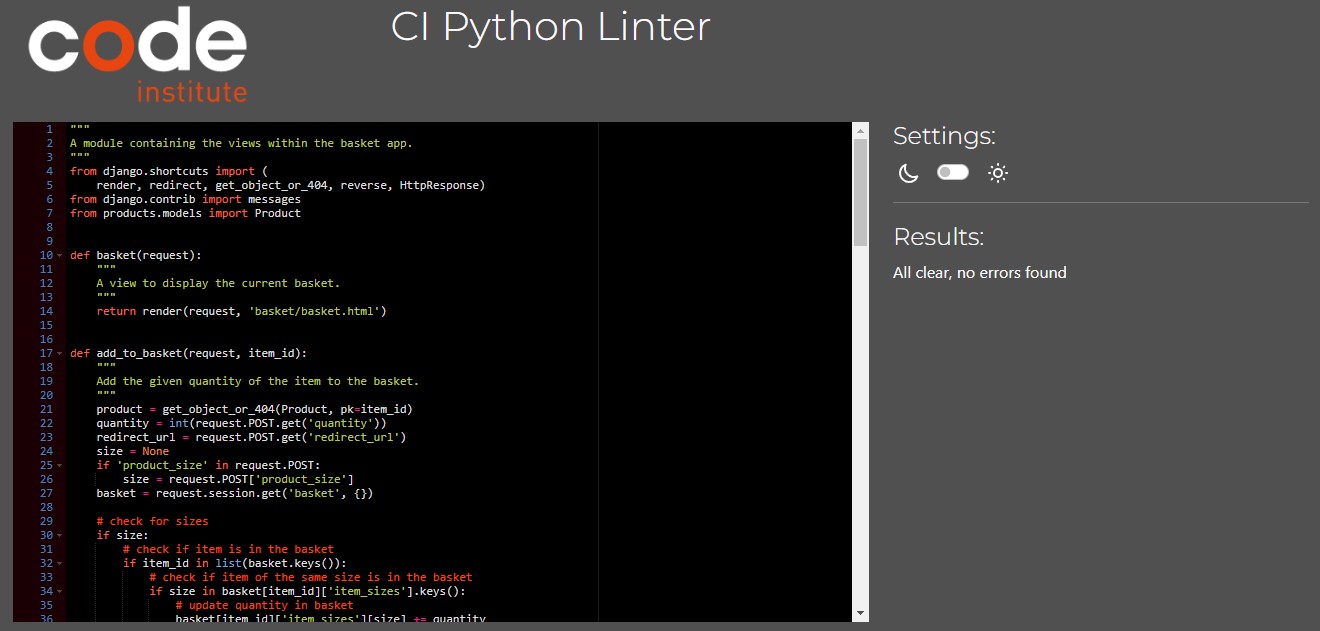 code
institute
CI Python Linter
1 """
2 A module containing the views within the basket app.
3 """
4 from django.shortcuts import (
5     render, redirect, get_object_or_404, reverse, HttpResponse)
6 from django.contrib import messages
7 from products.models import Product
8
9
10 def basket(request):
11     """
12     A view to display the current basket.
13     """
14     return render(request, 'basket/basket.html')
15
16
17 def add_to_basket(request, item_id):
18     """
19     Add the given quantity of the item to the basket.
20     """
21     product = get_object_or_404(Product, pk=item_id)
22     quantity = int(request.POST.get('quantity'))
23     redirect_url = request.POST.get('redirect_url')
24     size = None
25     if 'product_size' in request.POST:
26         size = request.POST['product_size']
27     basket = request.session.get('basket', {})
28
29     # check for sizes
30     if size:
31         # check if item is in the basket
32         if item_id in list(basket.keys()):
33             # check if item of the same size is in the basket
34             if size in basket[item_id]['item_sizes'].keys():
35                 # update quantity in basket
36                 basket[item_id]['item_sizes'][size] += quantity
Settings:
Results:
All clear, no errors found